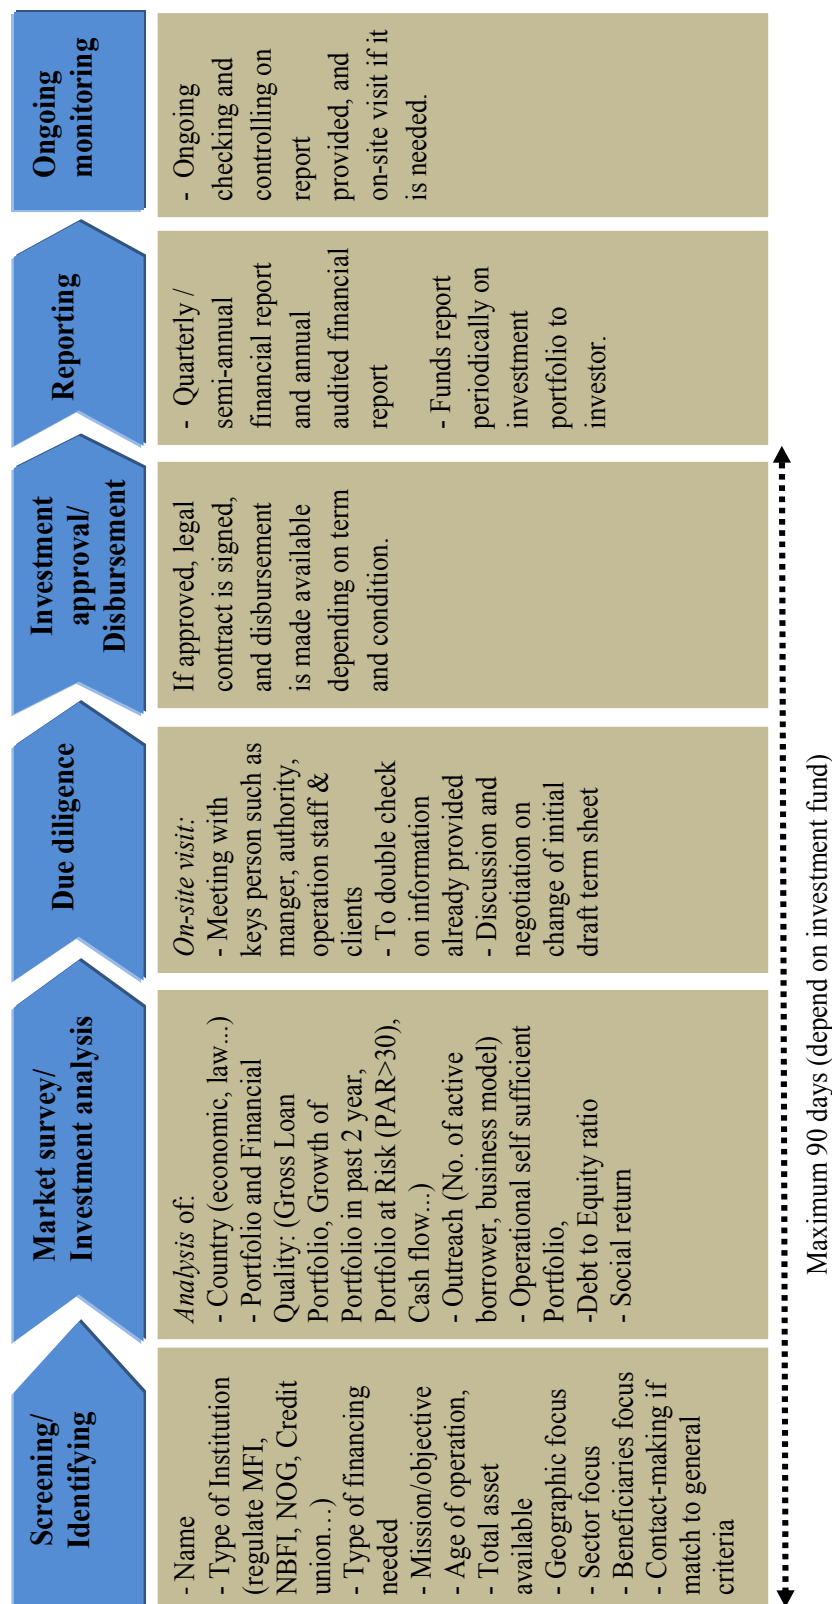 Screening/
Identifying
- Name
- Type of Institution
(regulate MFI,
NBFI, NOG, Credit
union…)
- Type of financing
needed
- Mission/objective
- Age of operation,
- Total asset
available
- Geographic focus
- Sector focus
- Beneficiaries focus
- Contact-making if
match to general
criteria
Market survey/
Investment analysis
Analysis of:
- Country (economic, law...)
- Portfolio and Financial
Quality: (Gross Loan
Portfolio, Growth of
Portfolio in past 2 year,
Portfolio at Risk (PAR>30),
Cash flow...)
- Outreach (No. of active
borrower, business model)
- Operational self sufficient
Portfolio,
-Debt to Equity ratio
- Social return
Due diligence
On-site visit:
- Meeting with
keys person such as
manger, authority,
operation staff &
clients
- To double check
on information
already provided
- Discussion and
negotiation on
change of initial
draft term sheet
Investment
approval/
Disbursement
If approved, legal
contract is signed,
and disbursement
is made available
depending on term
and condition.
Reporting
- Quarterly /
semi-annual
financial report
and annual
audited financial
report
- Funds report
periodically on
investment
portfolio to
investor.
Ongoing
monitoring
- Ongoing
checking and
controlling on
report
provided, and
on-site visit if it
is needed.
Maximum 90 days (depend on investment fund)